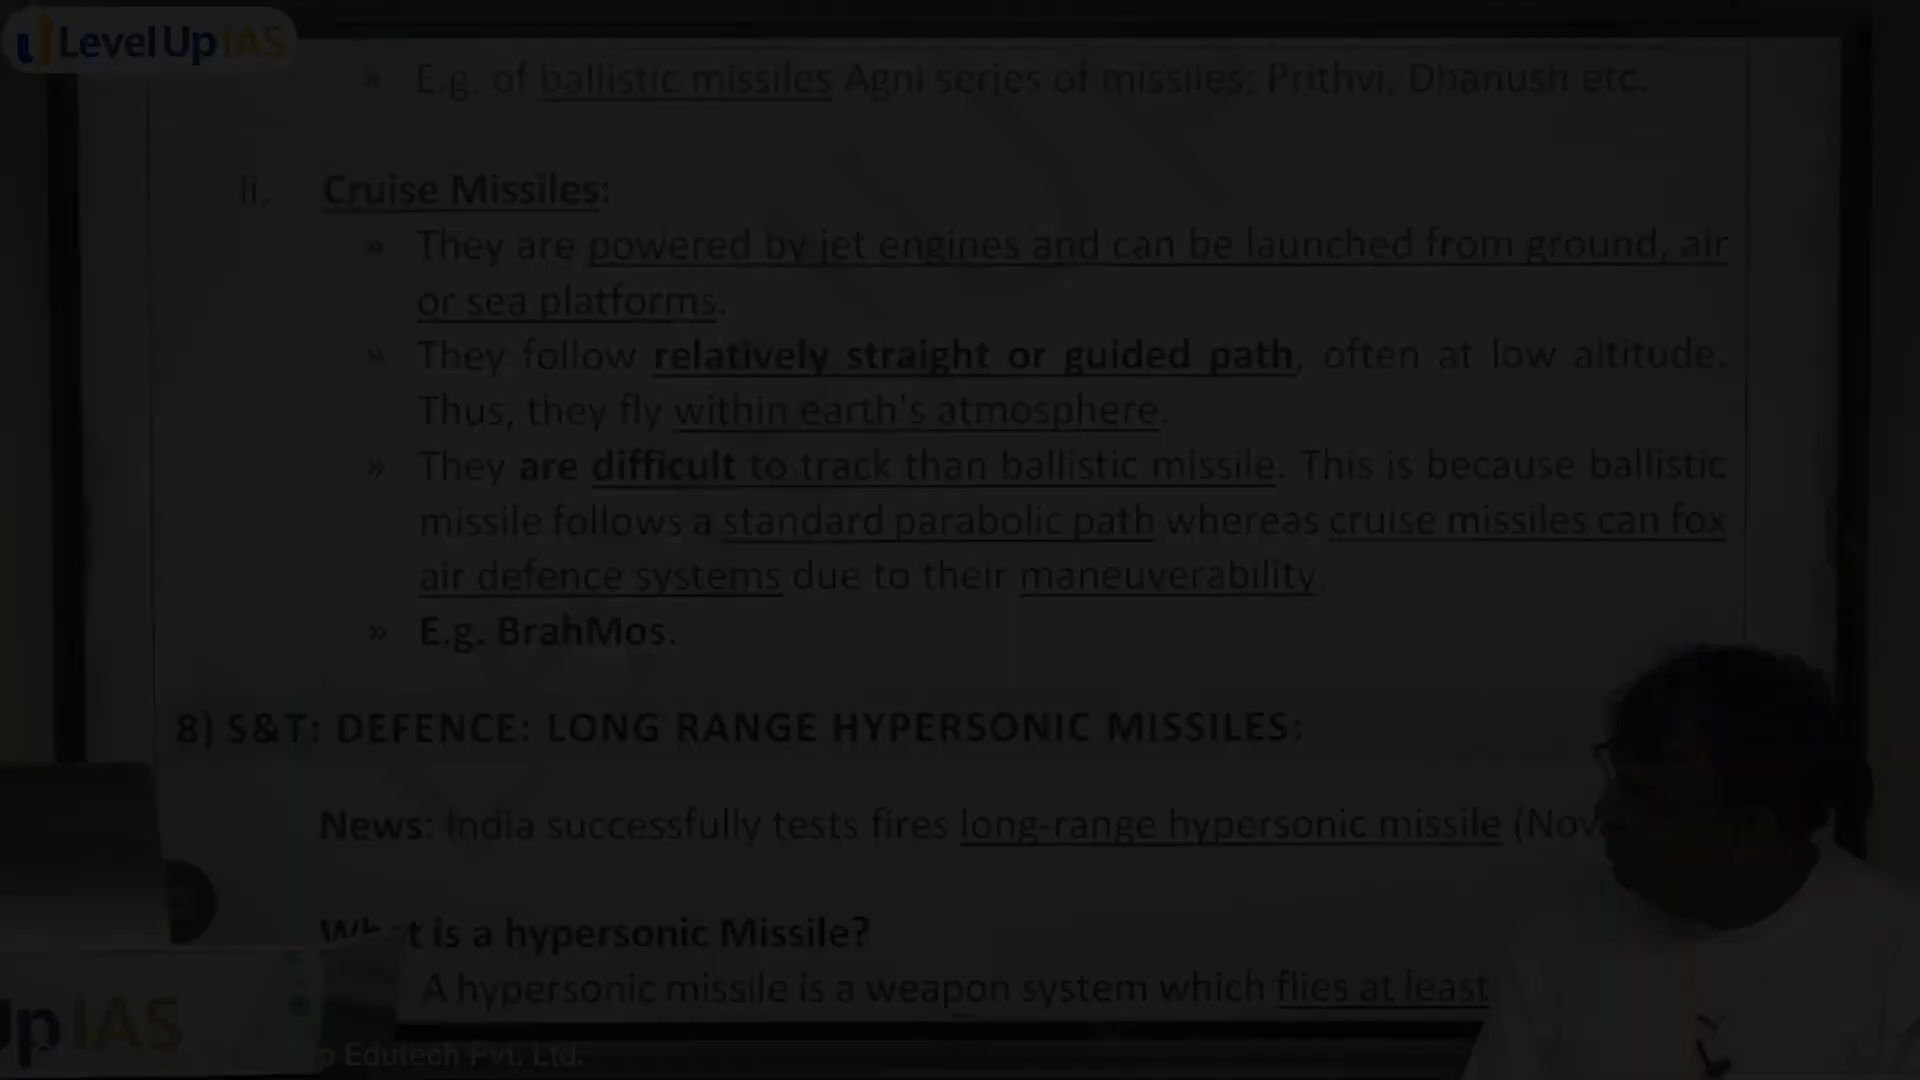 Level Up IAS
» E.g. of ballistic missiles Agni series of missiles; Prithvi, Dhanush etc.
ii. Cruise Missiles:
» They are powered by jet engines and can be launched from ground, air
or sea platforms.
» They follow relatively straight or guided path, often at low altitude.
Thus, they fly within earth's atmosphere.
» They are difficult to track than ballistic missile. This is because ballistic
missile follows a standard parabolic path whereas cruise missiles can fox
air defence systems due to their maneuverability.
» E.g. BrahMos.
8) S&T: DEFENCE: LONG RANGE HYPERSONIC MISSILES:
News: India successfully tests fires long-range hypersonic missile (Nov
is a hypersonic Missile?
A hypersonic missile is a weapon system which flies at least
Up IAS
Edutech Pvt. Ltd.